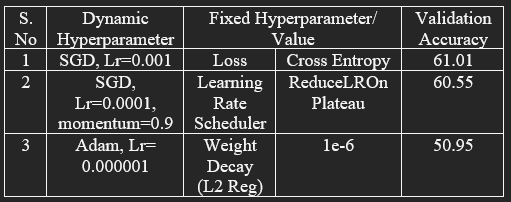 S. No Dynamic Hyperparameter Fixed Hyperparameter/ Value Validation Accuracy
1 SGD, Lr=0.001 Loss Cross Entropy 61.01
2 SGD, Lr=0.0001, momentum=0.9 Learning Rate Scheduler ReduceLROn Plateau 60.55
3 Adam, Lr= 0.000001 Weight Decay (L2 Reg) 1e-6 50.95